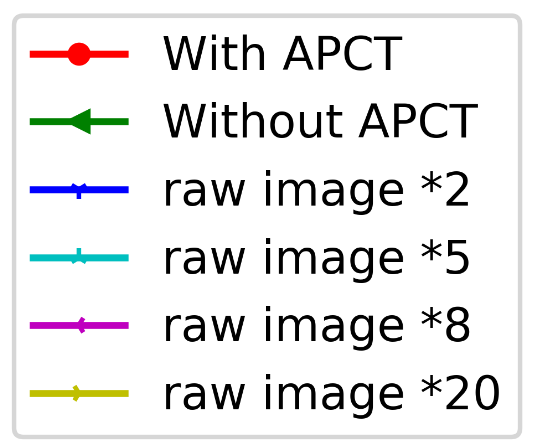 With APCT
Without APCT
raw image *2
raw image *5
raw image *8
raw image *20